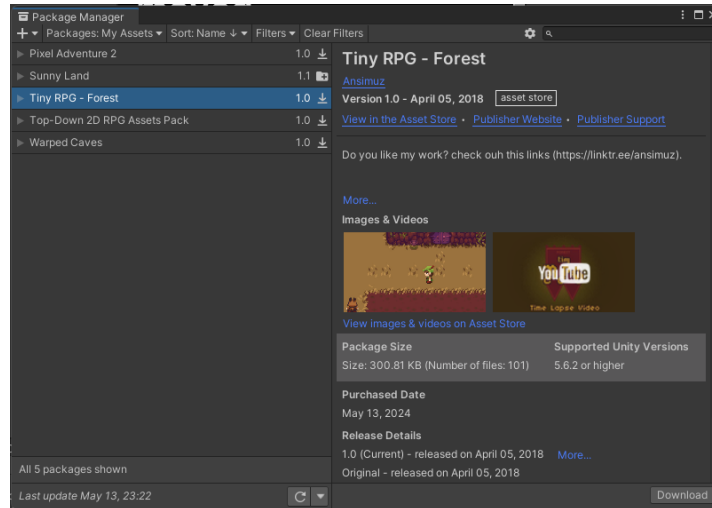 Package Manager
Packages: My Assets Sort: Name ↓ Filters Clear Filters
Pixel Adventure 2 1.0
Sunny Land 1.1
Tiny RPG - Forest 1.0
Top-Down 2D RPG Assets Pack 1.0
Warped Caves 1.0
All 5 packages shown
Last update May 13, 23:22
Tiny RPG - Forest
Ansimuz
Version 1.0 - April 05, 2018 asset store
View in the Asset Store • Publisher Website • Publisher Support
Do you like my work? check ouh this links (https://linktr.ee/ansimuz).
More...
Images & Videos
Tiny
YouTube
Time Lapse Video
View images & videos on Asset Store
Package Size Supported Unity Versions
Size: 300.81 KB (Number of files: 101) 5.6.2 or higher
Purchased Date
May 13, 2024
Release Details
1.0 (Current) - released on April 05, 2018 More...
Original - released on April 05, 2018
Download